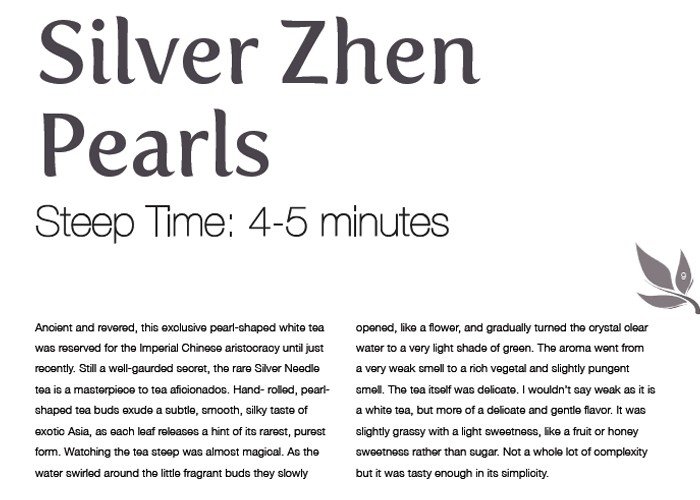 Silver Zhen
Pearls
Steep Time: 4-5 minutes
Ancient and revered, this exclusive pearl-shaped white tea
was reserved for the Imperial Chinese aristocracy until just
recently. Still a well-gaurded secret, the rare Silver Needle
tea is a masterpiece to tea aficionados. Hand- rolled, pearl-
shaped tea buds exude a subtle, smooth, silky taste of
exotic Asia, as each leaf releases a hint of its rarest, purest
form. Watching the tea steep was almost magical. As the
water swirled around the little fragrant buds they slowly
opened, like a flower, and gradually turned the crystal clear
water to a very light shade of green. The aroma went from
a very weak smell to a rich vegetal and slightly pungent
smell. The tea itself was delicate. I wouldn't say weak as it is
a white tea, but more of a delicate and gentle flavor. It was
slightly grassy with a light sweetness, like a fruit or honey
sweetness rather than sugar. Not a whole lot of complexity
but it was tasty enough in its simplicity.